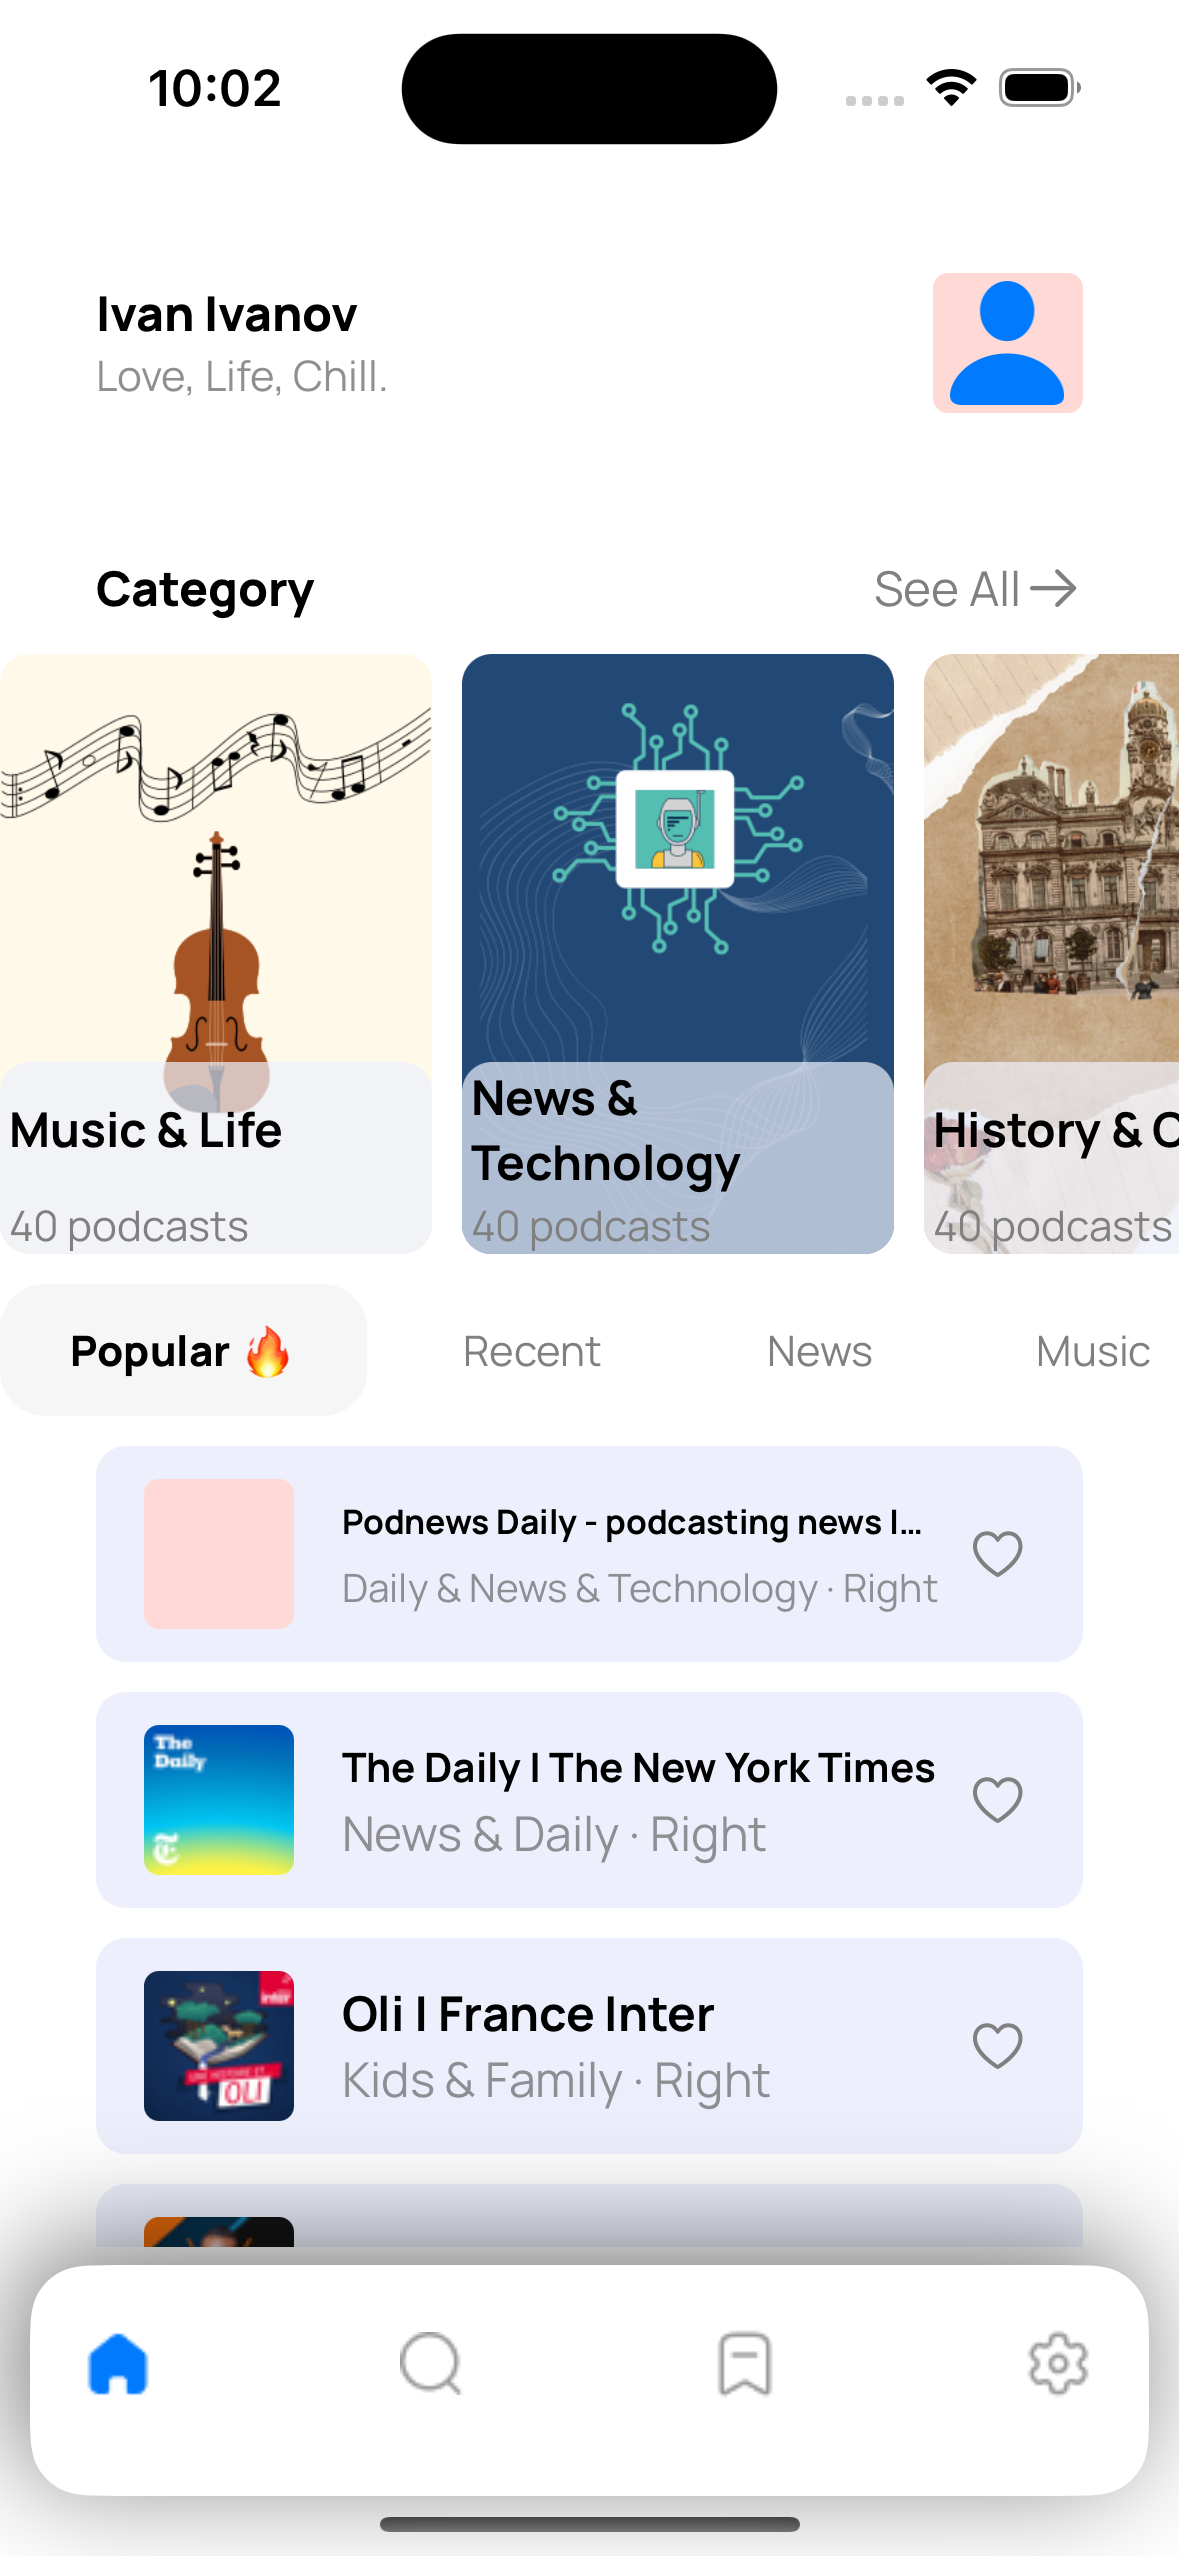 10:02
Ivan Ivanov
Love, Life, Chill.
Category
See All
Music & Life
40 podcasts
News &
Technology
40 podcasts
History & C
40 podcasts
Popular 🔥
Recent
News
Music
Podnews Daily - podcasting news I...
Daily & News & Technology · Right
The
Daily
The Daily I The New York Times
News & Daily · Right
inter
OLI
Oli I France Inter
Kids & Family · Right